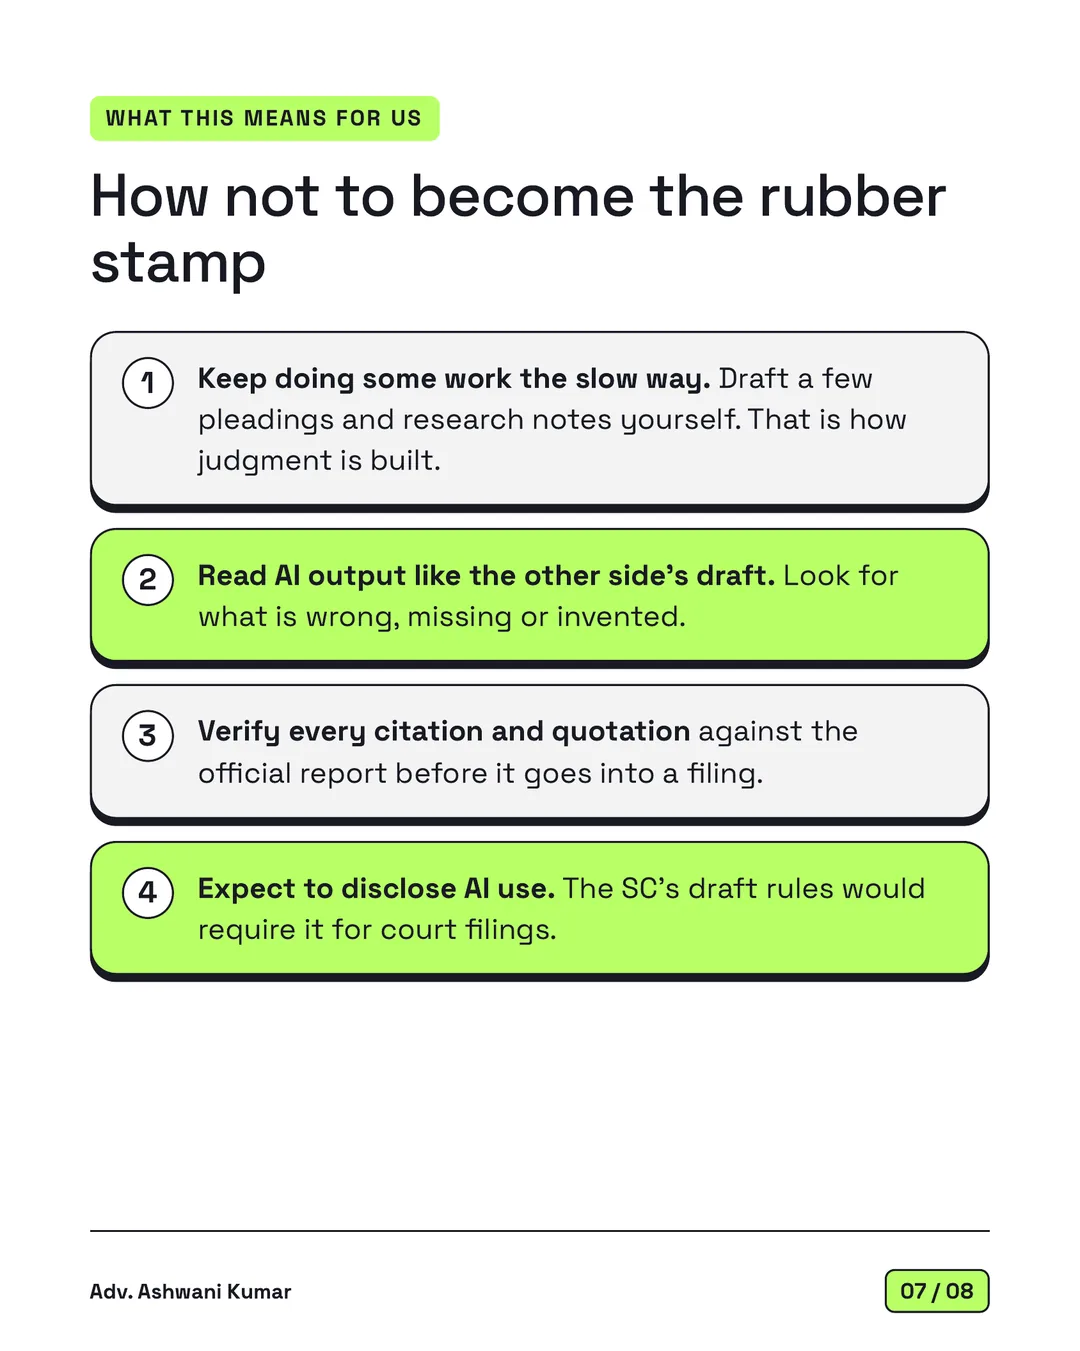 WHAT THIS MEANS FOR US
How not to become the rubber
stamp
1
Keep doing some work the slow way. Draft a few
pleadings and research notes yourself. That is how
judgment is built.
2
Read AI output like the other side’s draft. Look for
what is wrong, missing or invented.
3
Verify every citation and quotation against the
official report before it goes into a filing.
4
Expect to disclose AI use. The SC’s draft rules would
require it for court filings.
Adv. Ashwani Kumar
07 / 08